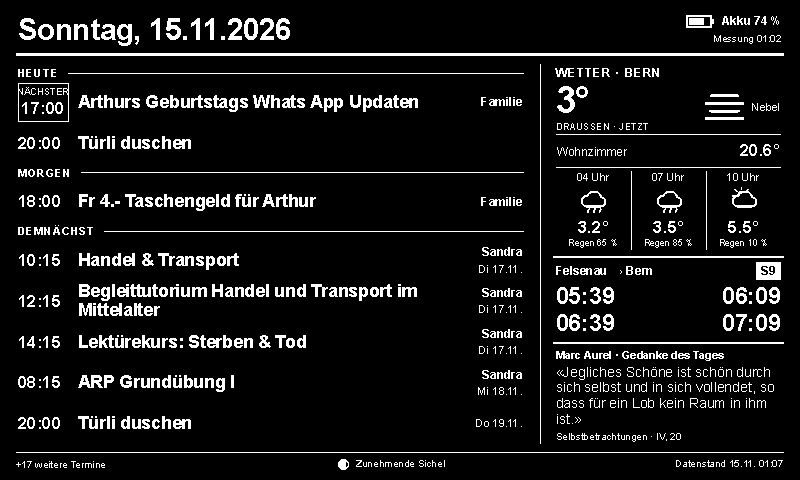 Sonntag, 15.11.2026
Akku 74 %
Messung 01:02
HEUTE
NÄCHSTER
17:00 Arthurs Geburtstags Whats App Updaten Familie
20:00 Türli duschen
MORGEN
18:00 Fr 4.- Taschengeld für Arthur Familie
DEMNÄCHST
10:15 Handel & Transport Sandra
Di 17.11.
12:15 Begleittutorium Handel und Transport im Mittelalter Sandra
Di 17.11.
14:15 Lektürekurs: Sterben & Tod Sandra
Di 17.11.
08:15 ARP Grundübung I Sandra
Mi 18.11.
20:00 Türli duschen Do 19.11.
WETTER · BERN
3°
Nebel
DRAUSSEN · JETZT
Wohnzimmer 20.6°
04 Uhr 07 Uhr 10 Uhr
3.2° 3.5° 5.5°
Regen 65 % Regen 85 % Regen 10 %
Felsenau › Bern S9
05:39 06:09
06:39 07:09
Marc Aurel · Gedanke des Tages
«Jegliches Schöne ist schön durch
sich selbst und in sich vollendet, so
dass für ein Lob kein Raum in ihm
ist.»
Selbstbetrachtungen · IV, 20
+17 weitere Termine
Zunehmende Sichel
Datenstand 15.11. 01:07